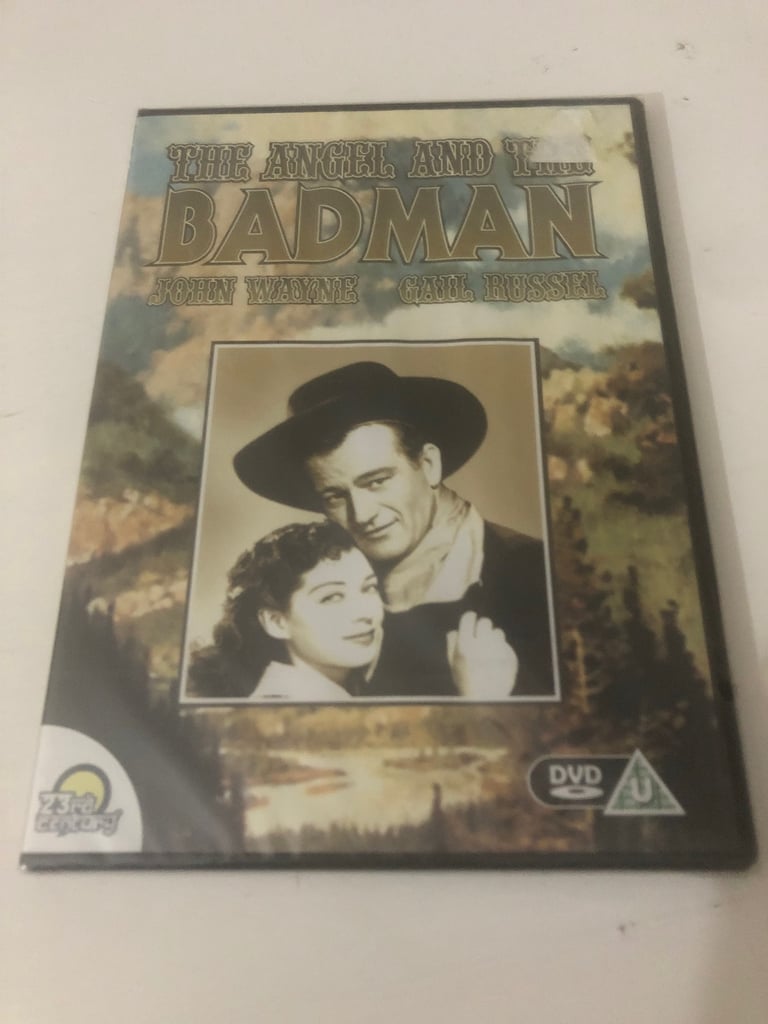 THE ANGEL AND THE
BADMAN
JOHN WAYNE GAIL RUSSEL
DVD U
23rd
century